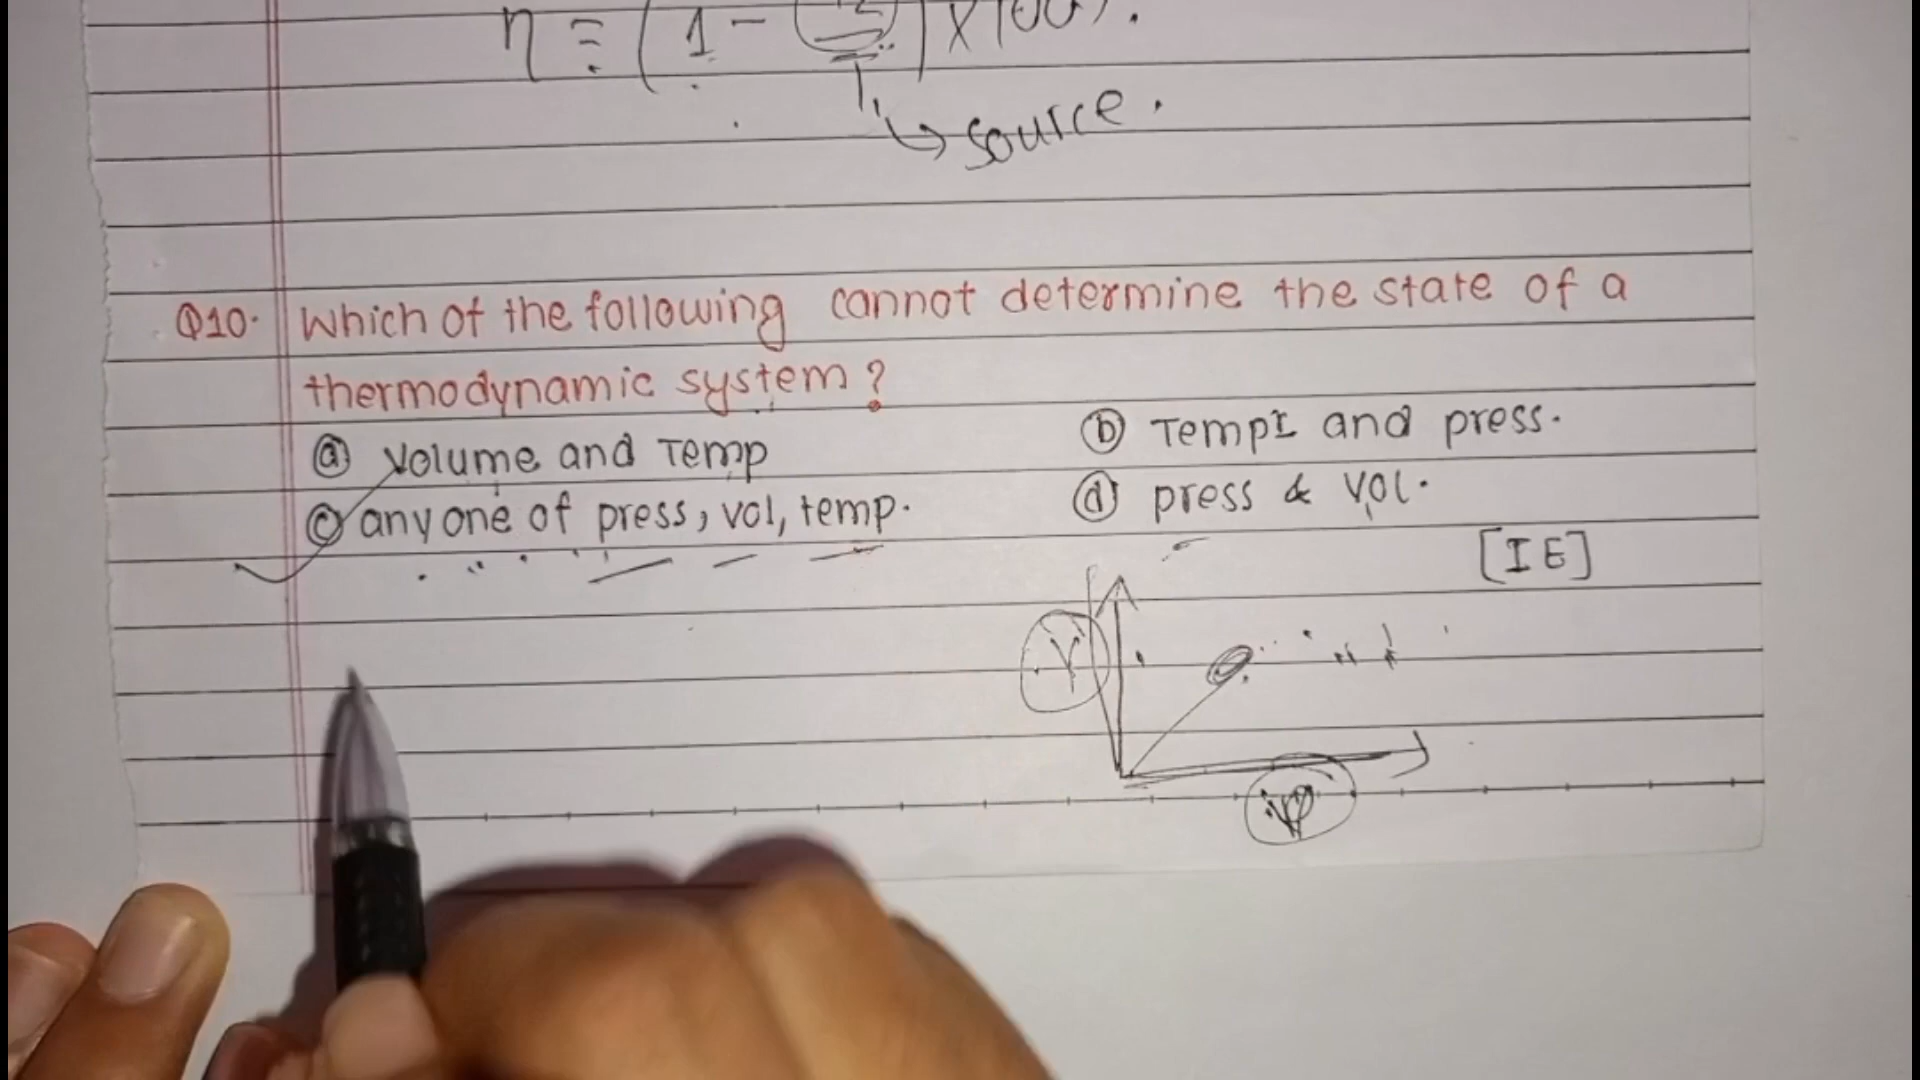 η = (1 - ) × 100
T₁
↳ source.
Q10. Which of the following cannot determine the state of a
thermodynamic system?
ⓐ Volume and Temp ⓑ Tempr and press.
ⓒ any one of press, vol, temp. ⓓ press & vol.
[IE]
V